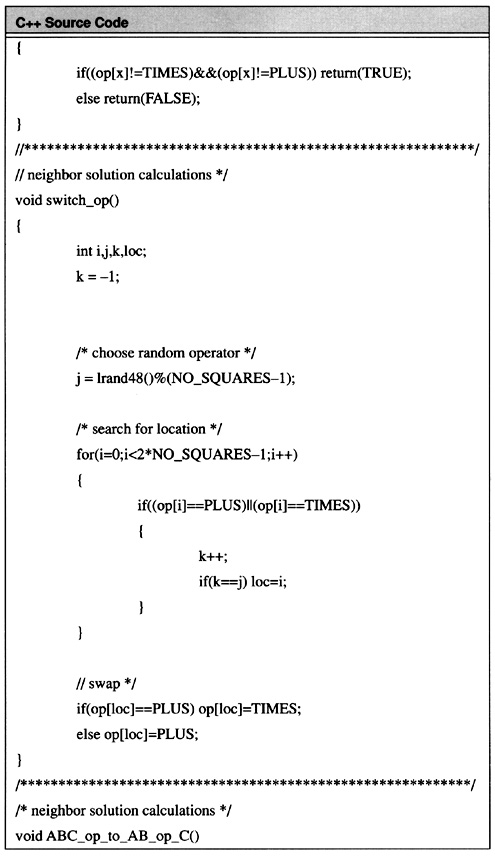 C++ Source Code
{
if((op[x]!=TIMES)&&(op[x]!=PLUS)) return(TRUE);
else return(FALSE);
}
//***********************************************************/
// neighbor solution calculations */
void switch_op()
{
int i,j,k,loc;
k = –1;
/* choose random operator */
j = lrand48()%(NO_SQUARES–1);
/* search for location */
for(i=0;i<2*NO_SQUARES–1;i++)
{
if((op[i]==PLUS)||(op[i]==TIMES))
{
k++;
if(k==j) loc=i;
}
}
// swap */
if(op[loc]==PLUS) op[loc]=TIMES;
else op[loc]=PLUS;
}
/***********************************************************/
/* neighbor solution calculations */
void ABC_op_to_AB_op_C()